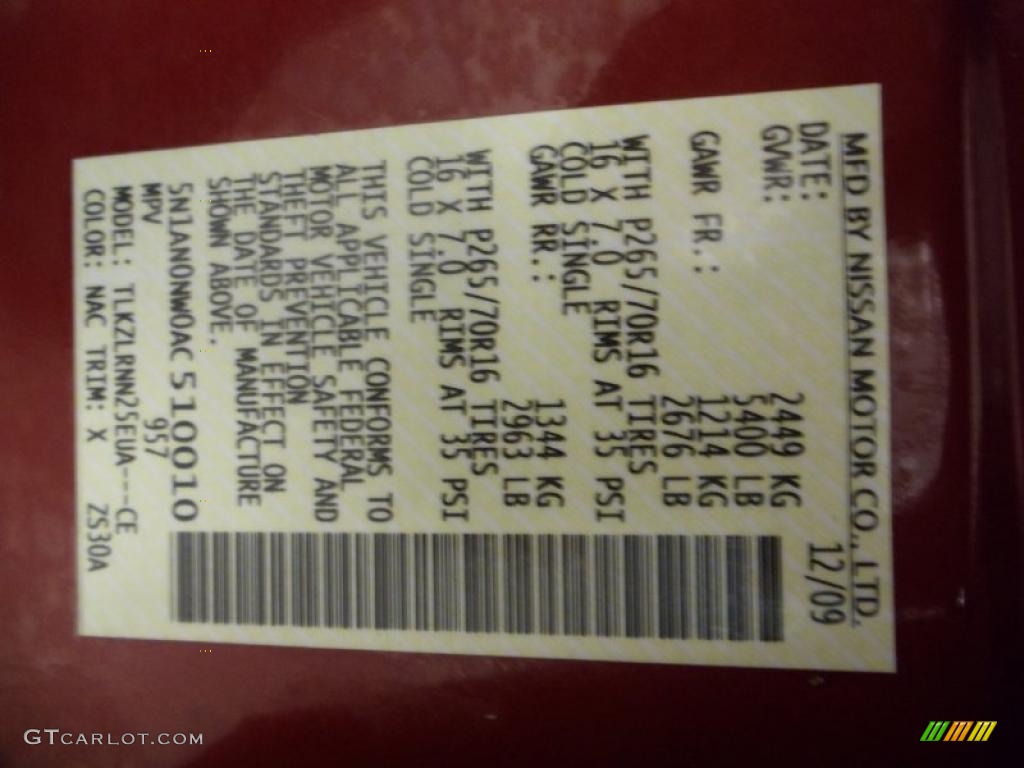 MFD BY NISSAN MOTOR CO., LTD.
DATE: 12/09
GVWR: 2449 KG
5400 LB
GAWR FR.: 1214 KG
2676 LB
WITH P265/70R16 TIRES
16 X 7.0 RIMS AT 35 PSI
COLD SINGLE
GAWR RR.: 1344 KG
2963 LB
WITH P265/70R16 TIRES
16 X 7.0 RIMS AT 35 PSI
COLD SINGLE
THIS VEHICLE CONFORMS TO
ALL APPLICABLE FEDERAL
MOTOR VEHICLE SAFETY AND
THEFT PREVENTION
STANDARDS IN EFFECT ON
THE DATE OF MANUFACTURE
SHOWN ABOVE.
5N1AN0NW0AC510010
MPV 957
MODEL: TLKZLRNN25EUA---CE
COLOR: NAC TRIM: X ZS30A
GTCARLOT.COM